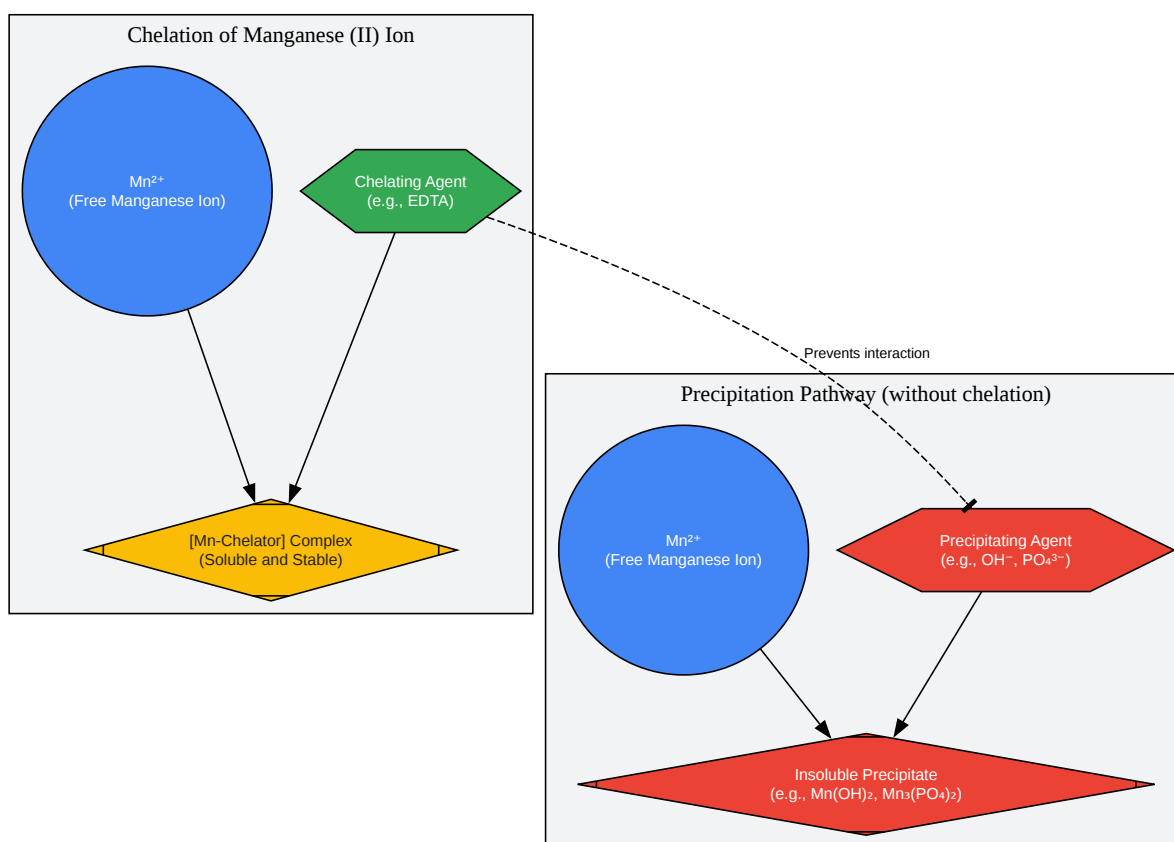 Chelation of Manganese (II) Ion
Mn²⁺
(Free Manganese Ion)
Chelating Agent
(e.g., EDTA)
[Mn-Chelator] Complex
(Soluble and Stable)
Prevents interaction
Precipitation Pathway (without chelation)
Mn²⁺
(Free Manganese Ion)
Precipitating Agent
(e.g., OH⁻, PO₄³⁻)
Insoluble Precipitate
(e.g., Mn(OH)₂, Mn₃(PO₄)₂)